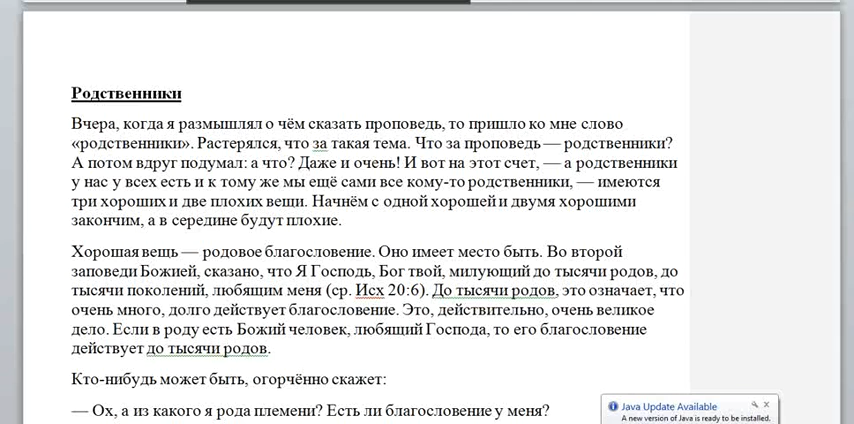 Родственники
Вчера, когда я размышлял о чём сказать проповедь, то пришло ко мне слово
«родственники». Растерялся, что за такая тема. Что за проповедь — родственники?
А потом вдруг подумал: а что? Даже и очень! И вот на этот счет, — а родственники
у нас у всех есть и к тому же мы ещё сами все кому-то родственники, — имеются
три хороших и две плохих вещи. Начнём с одной хорошей и двумя хорошими
закончим, а в середине будут плохие.
Хорошая вещь — родовое благословение. Оно имеет место быть. Во второй
заповеди Божией, сказано, что Я Господь, Бог твой, милующий до тысячи родов, до
тысячи поколений, любящим меня (ср. Исх 20:6). До тысячи родов, это означает, что
очень много, долго действует благословение. Это, действительно, очень великое
дело. Если в роду есть Божий человек, любящий Господа, то его благословение
действует до тысячи родов.
Кто-нибудь может быть, огорчённо скажет:
— Ох, а из какого я рода племени? Есть ли благословение у меня?
Java Update Available
A new version of Java is ready to be installed.